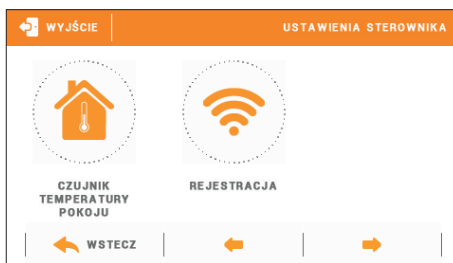 WYJŚCIE
USTAWIENIA STEROWNIKA
CZUJNIK
TEMPERATURY
POKOJU
REJESTRACJA
WSTECZ